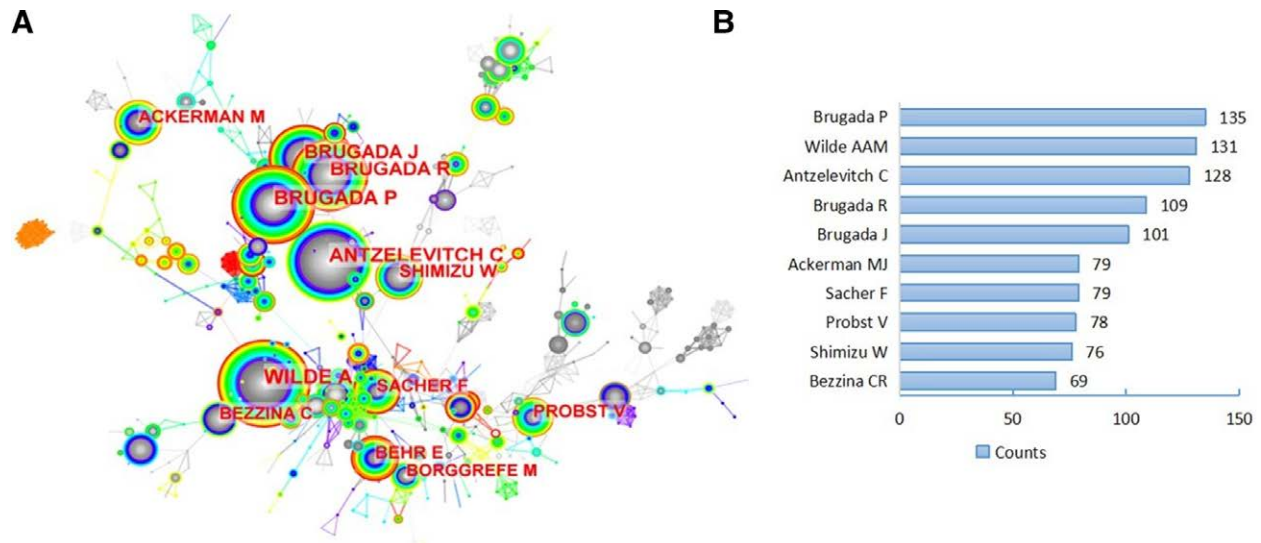 A
ACKERMAN M
BRUGADA J
BRUGADA R
BRUGADA P
ANTZELEVITCH C
SHIMIZU W
WILDE A
SACHER F
BEZZINA C
PROBST V
BEHR E
BORGGREFE M
B
Brugada P 135
Wilde AAM 131
Antzelevitch C 128
Brugada R 109
Brugada J 101
Ackerman MJ 79
Sacher F 79
Probst V 78
Shimizu W 76
Bezzina CR 69
0 50 100 150
Counts